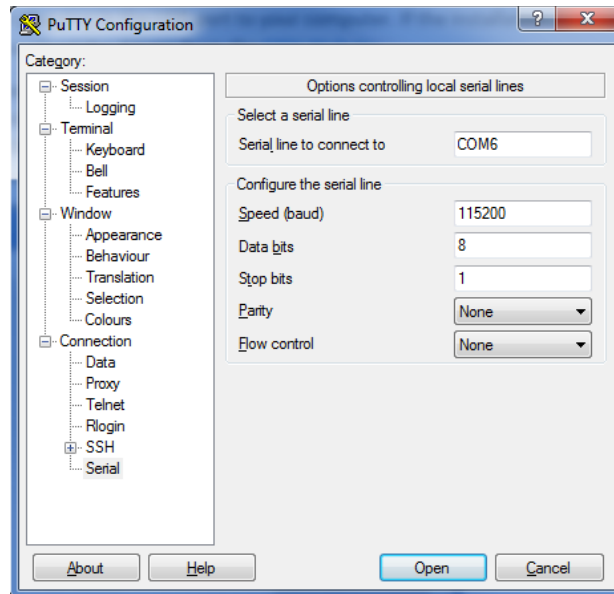 PuTTY Configuration
?
Category:
Session
Logging
Terminal
Keyboard
Bell
Features
Window
Appearance
Behaviour
Translation
Selection
Colours
Connection
Data
Proxy
Telnet
Rlogin
SSH
Serial
Options controlling local serial lines
Select a serial line
Serial line to connect to COM6
Configure the serial line
Speed (baud) 115200
Data bits 8
Stop bits 1
Parity None
Flow control None
About Help Open Cancel